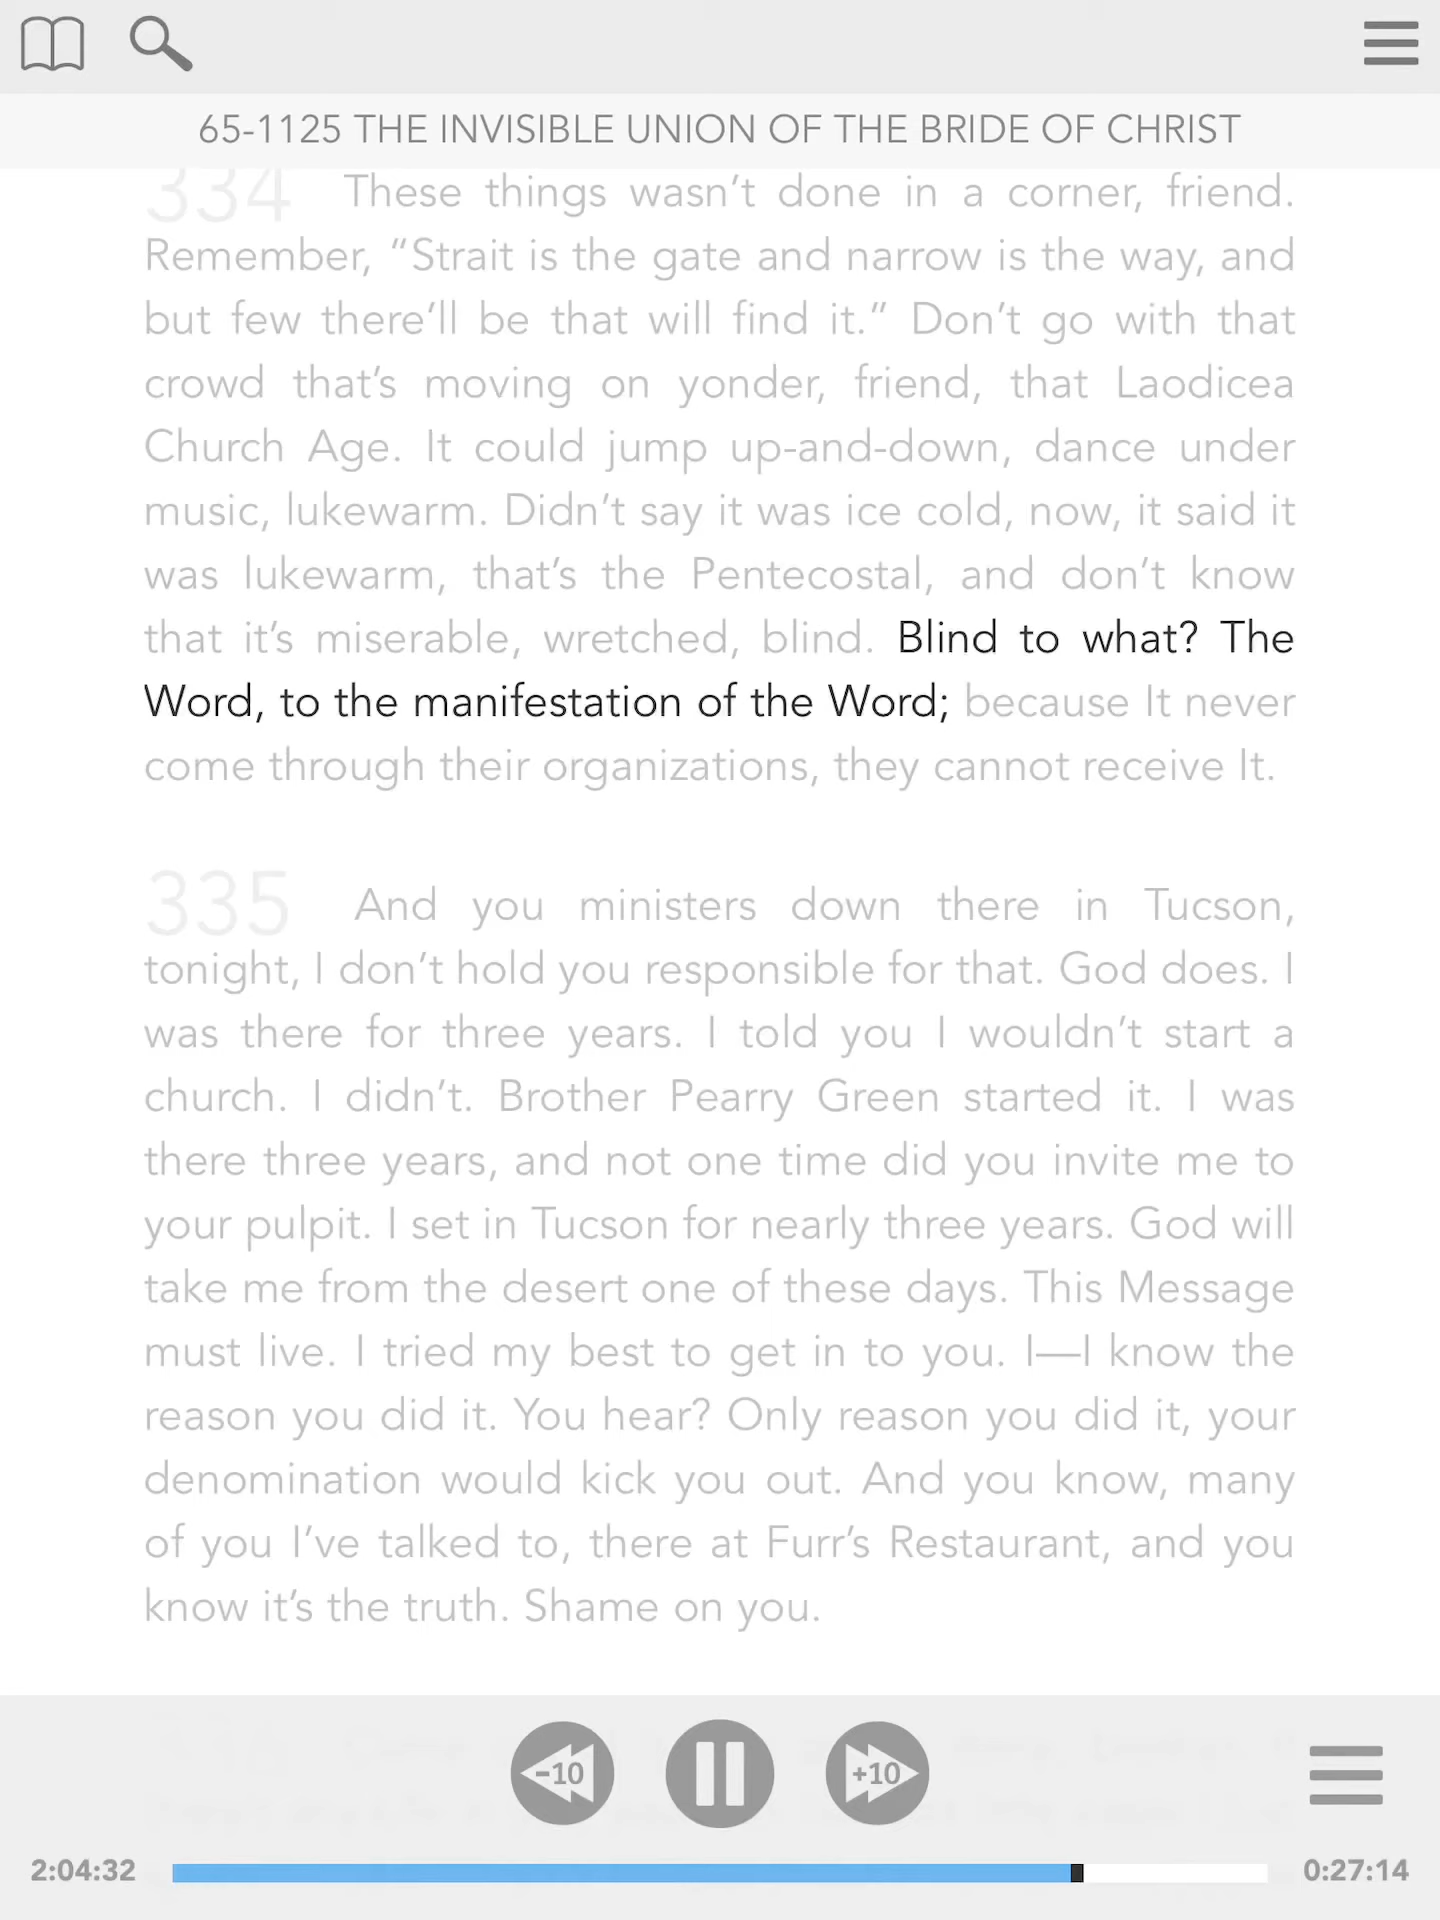 65-1125 THE INVISIBLE UNION OF THE BRIDE OF CHRIST
334 These things wasn’t done in a corner, friend.
Remember, “Strait is the gate and narrow is the way, and
but few there’ll be that will find it.” Don’t go with that
crowd that’s moving on yonder, friend, that Laodicea
Church Age. It could jump up-and-down, dance under
music, lukewarm. Didn’t say it was ice cold, now, it said it
was lukewarm, that’s the Pentecostal, and don’t know
that it’s miserable, wretched, blind. Blind to what? The
Word, to the manifestation of the Word; because It never
come through their organizations, they cannot receive It.
335 And you ministers down there in Tucson,
tonight, I don’t hold you responsible for that. God does. I
was there for three years. I told you I wouldn’t start a
church. I didn’t. Brother Pearry Green started it. I was
there three years, and not one time did you invite me to
your pulpit. I set in Tucson for nearly three years. God will
take me from the desert one of these days. This Message
must live. I tried my best to get in to you. I—I know the
reason you did it. You hear? Only reason you did it, your
denomination would kick you out. And you know, many
of you I’ve talked to, there at Furr’s Restaurant, and you
know it’s the truth. Shame on you.
-10 +10
2:04:32 0:27:14